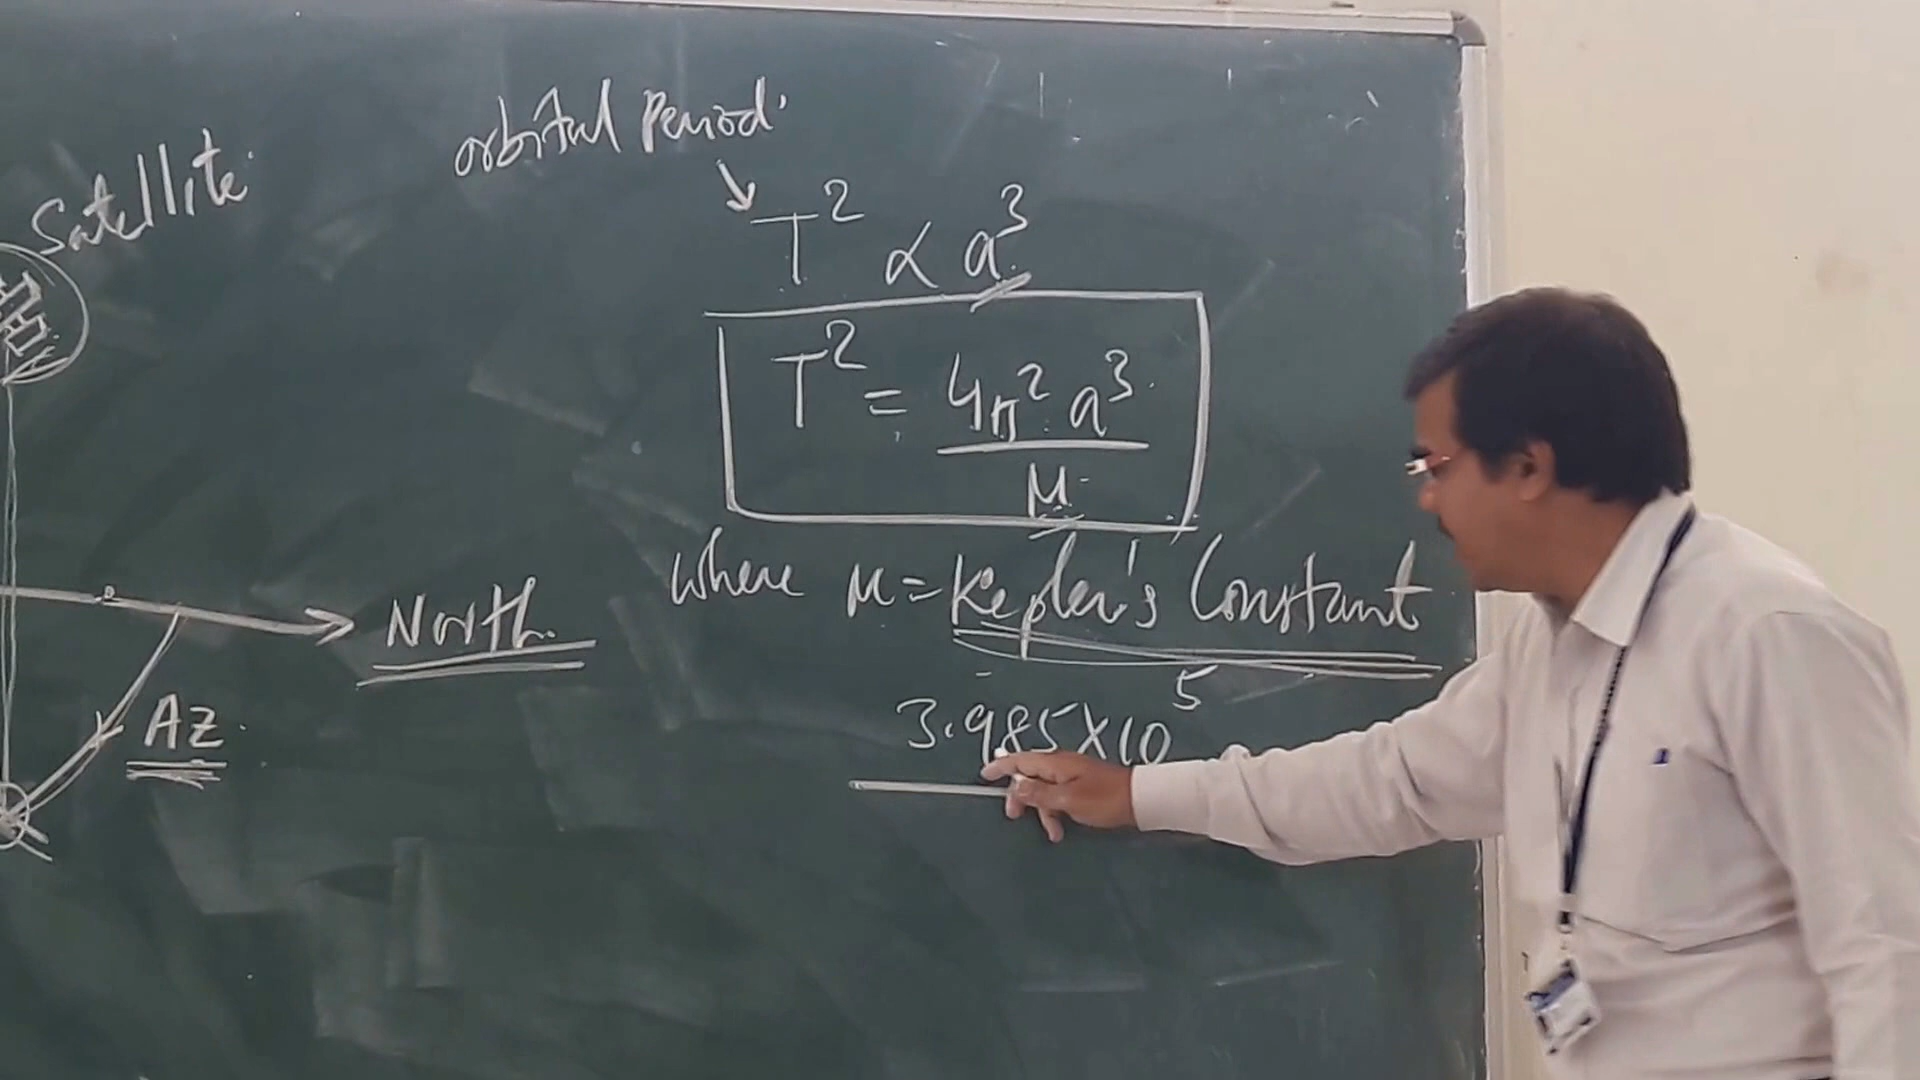 Satellite
orbital Period
T² ∝ a³
T² = 4π² a³
μ
where μ = Kepler's Constant
3.985 × 10⁵
North
Az